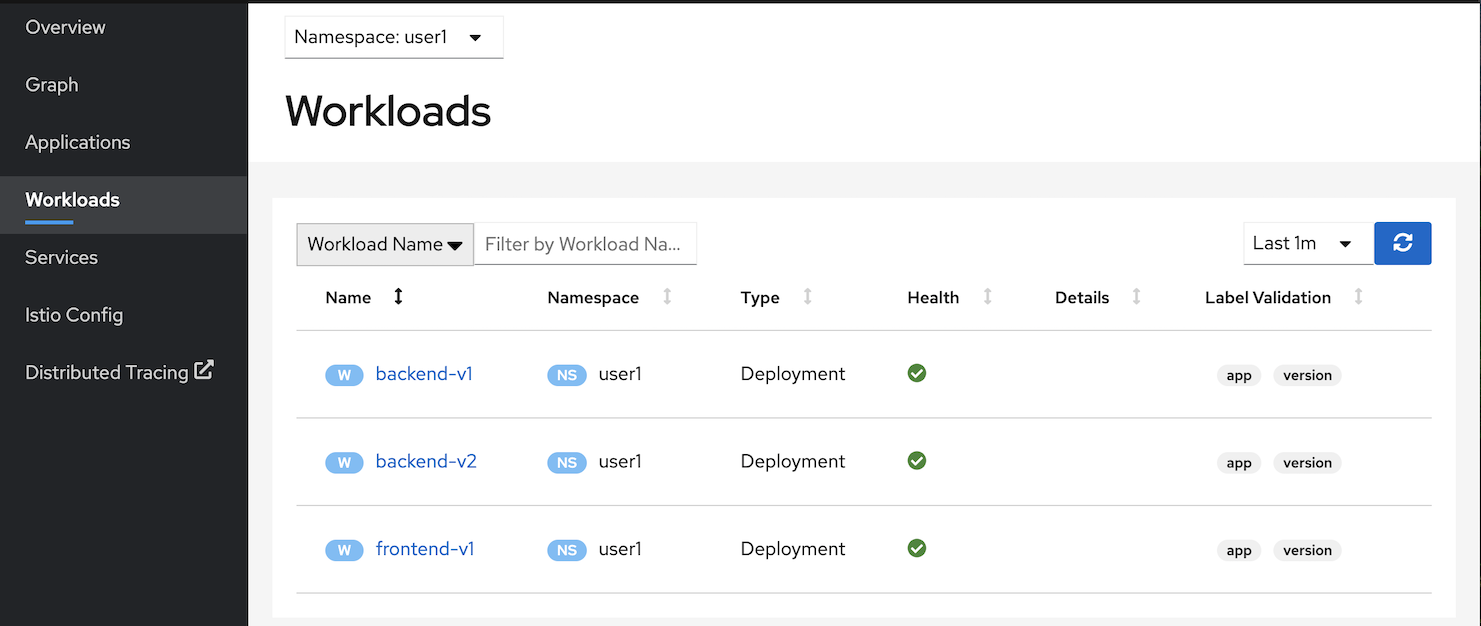 Overview
Graph
Applications
Workloads
Services
Istio Config
Distributed Tracing
Namespace: user1
Workloads
Workload Name Filter by Workload Na... Last 1m
Name Namespace Type Health Details Label Validation
W backend-v1 NS user1 Deployment app version
W backend-v2 NS user1 Deployment app version
W frontend-v1 NS user1 Deployment app version